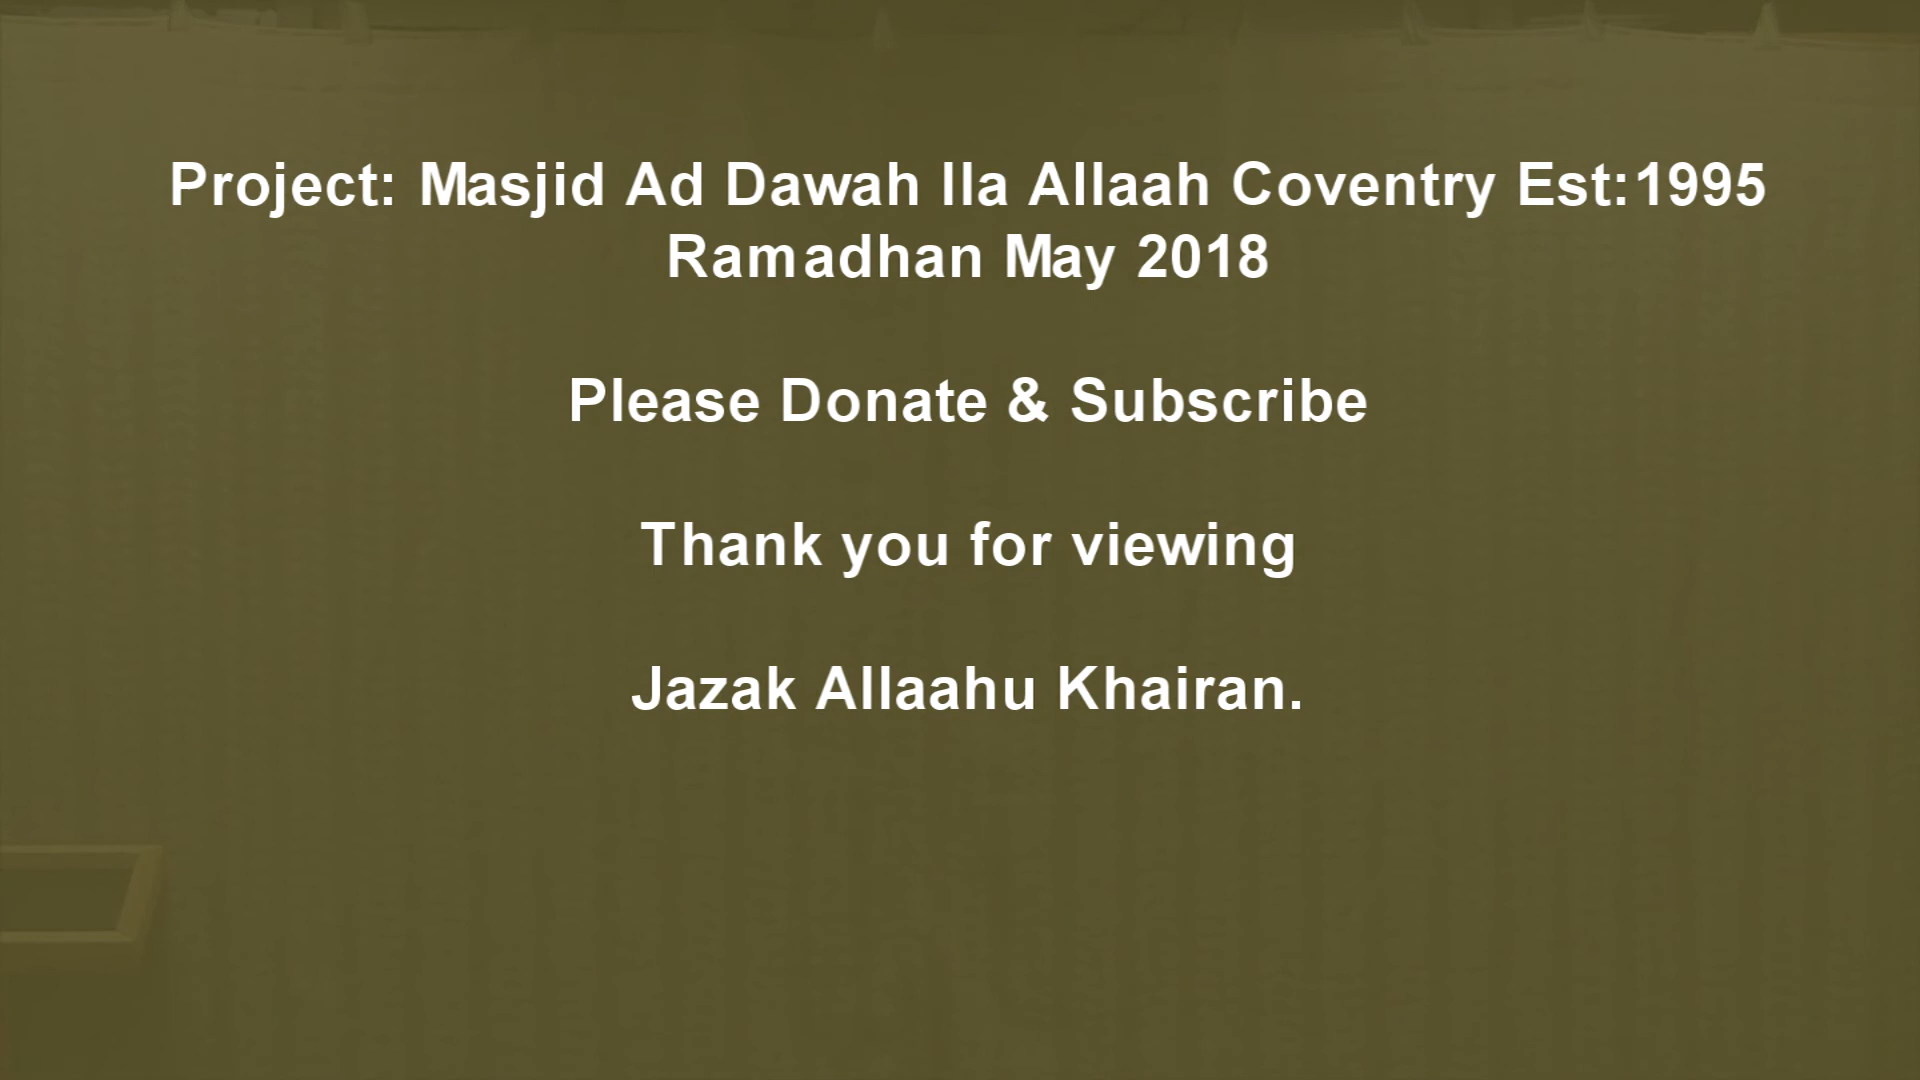 Project: Masjid Ad Dawah Ila Allaah Coventry Est:1995
Ramadhan May 2018
Please Donate & Subscribe
Thank you for viewing
Jazak Allaahu Khairan.